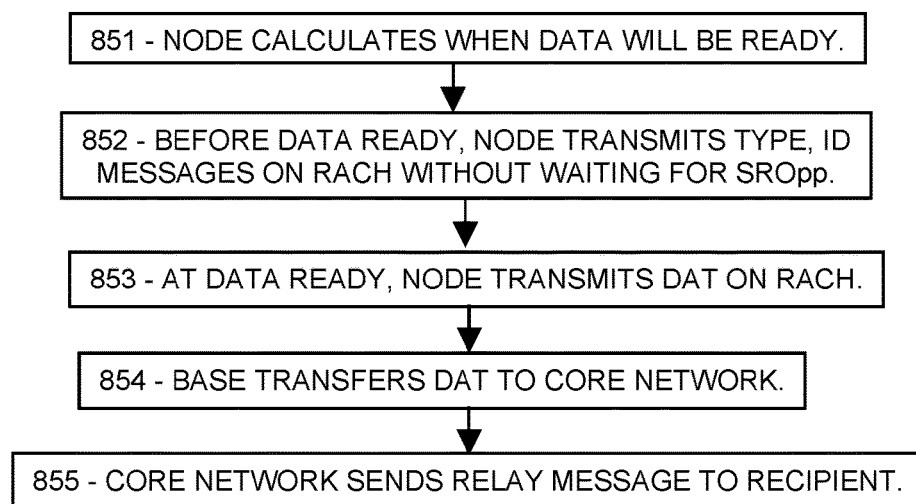 851 - NODE CALCULATES WHEN DATA WILL BE READY.
852 - BEFORE DATA READY, NODE TRANSMITS TYPE, ID
MESSAGES ON RACH WITHOUT WAITING FOR SROpp.
853 - AT DATA READY, NODE TRANSMITS DAT ON RACH.
854 - BASE TRANSFERS DAT TO CORE NETWORK.
855 - CORE NETWORK SENDS RELAY MESSAGE TO RECIPIENT.